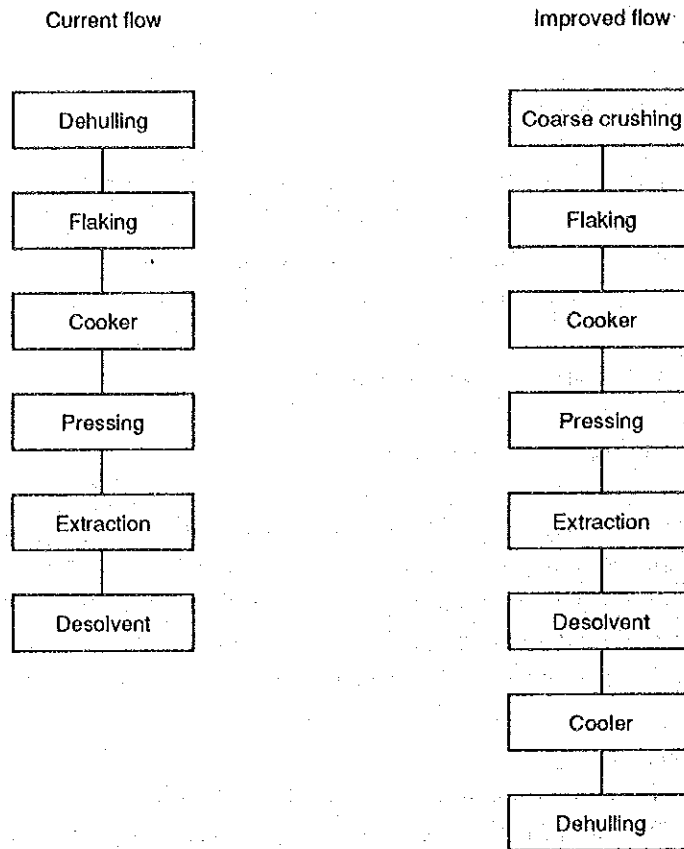 Current flow
Dehulling
Flaking
Cooker
Pressing
Extraction
Desolvent
Improved flow
Coarse crushing
Flaking
Cooker
Pressing
Extraction
Desolvent
Cooler
Dehulling